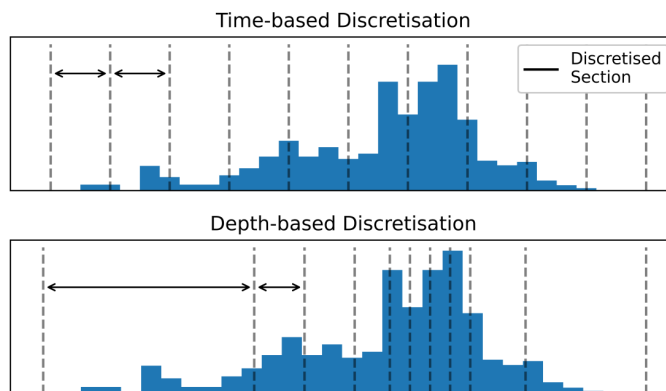 Time-based Discretisation
Discretised
Section
Depth-based Discretisation